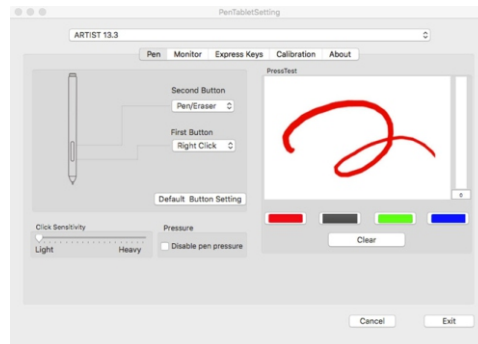 PenTabletSetting
ARTIST 13.3
Pen Monitor Express Keys Calibration About
PressTest
Second Button
Pen/Eraser
First Button
Right Click
Default Button Setting
0
Click Sensitivity
Light Heavy
Pressure
Disable pen pressure
Clear
Cancel Exit